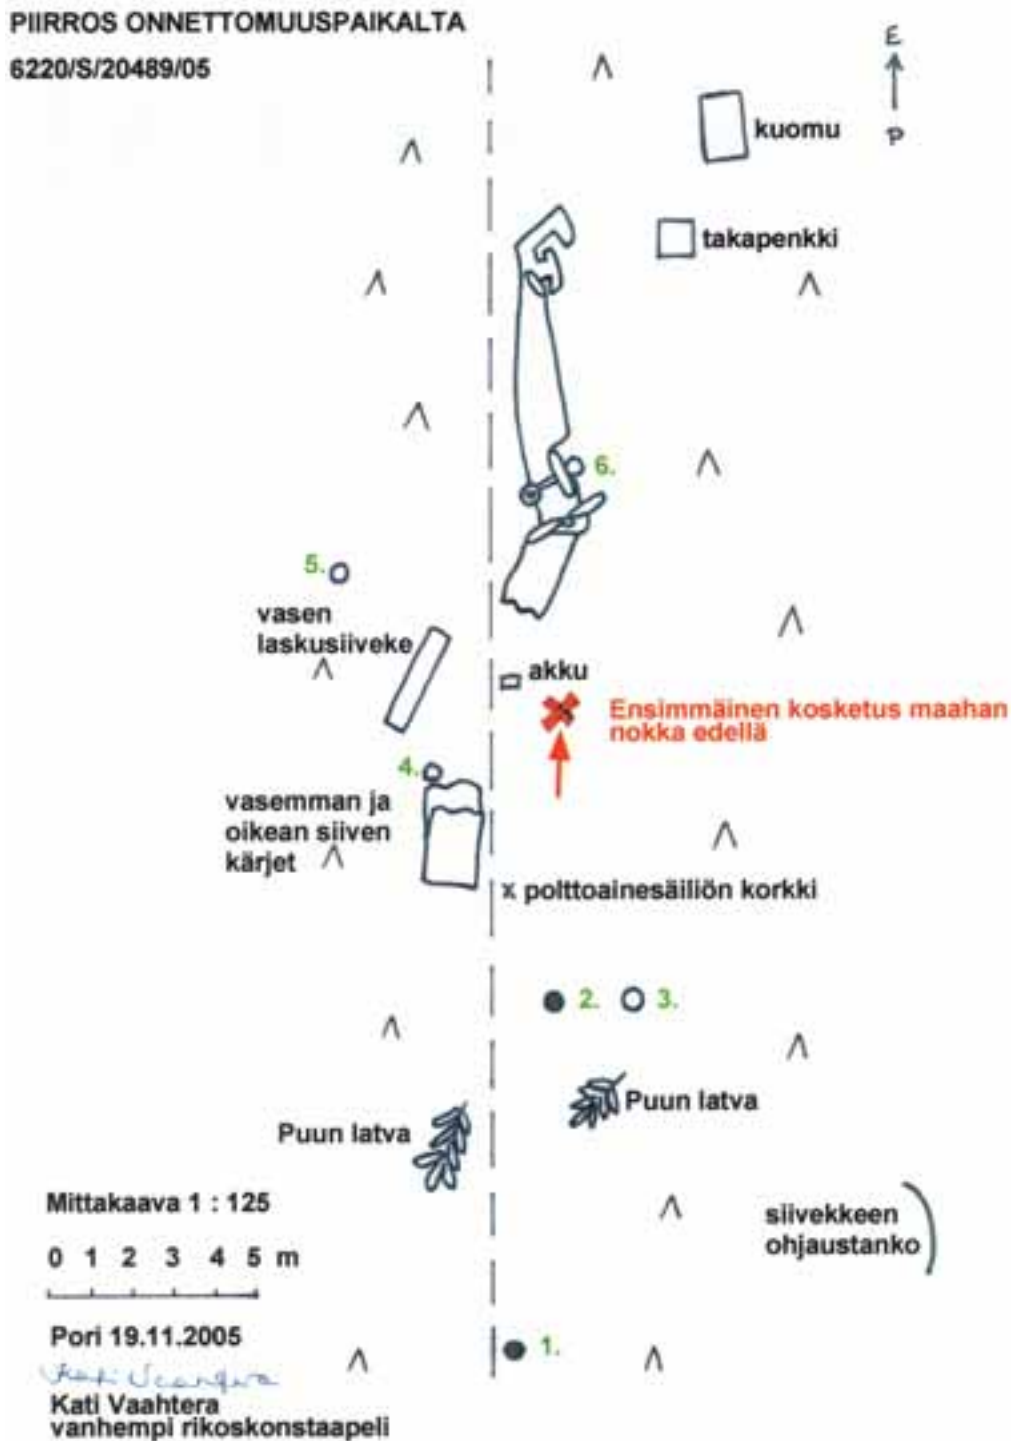 PIIRROS ONNETTOMUUSPAIKALTA
6220/S/20489/05
E
P
kuomu
takapenkki
6.
5.
vasen
laskusiiveke
akku
Ensimmäinen kosketus maahan
nokka edellä
4.
vasemman ja
oikean siiven
kärjet
x polttoainesäiliön korkki
2.
3.
Puun latva
Puun latva
Mittakaava 1 : 125
siivekkeen
ohjaustanko
0 1 2 3 4 5 m
1.
Pori 19.11.2005
Kati Vaahtera
vanhempi rikoskonstaapeli